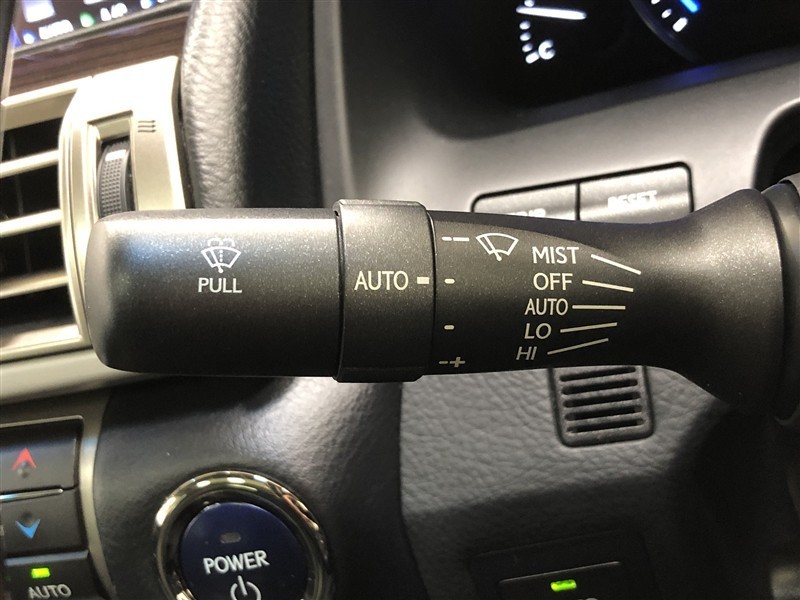 C
RESET
MIST
OFF
AUTO
LO
HI
AUTO
PULL
POWER
AUTO